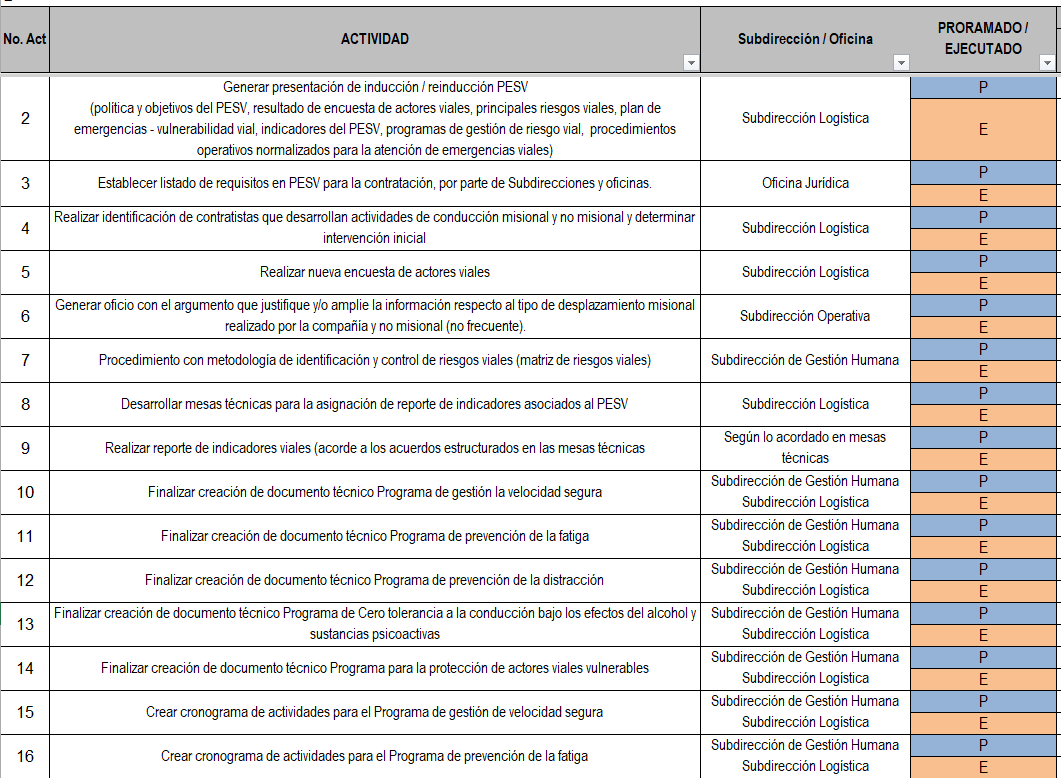 No. Act
ACTIVIDAD
Subdirección / Oficina
PRORAMADO /
EJECUTADO
2
Generar presentación de inducción / reinducción PESV
(política y objetivos del PESV, resultado de encuesta de actores viales, principales riesgos viales, plan de
emergencias - vulnerabilidad vial, indicadores del PESV, programas de gestión de riesgo vial, procedimientos
operativos normalizados para la atención de emergencias viales)
Subdirección Logística
P
E
3
Establecer listado de requisitos en PESV para la contratación, por parte de Subdirecciones y oficinas.
Oficina Jurídica
P
E
4
Realizar identificación de contratistas que desarrollan actividades de conducción misional y no misional y determinar
intervención inicial
Subdirección Logística
P
E
5
Realizar nueva encuesta de actores viales
Subdirección Logística
P
E
6
Generar oficio con el argumento que justifique y/o amplie la información respecto al tipo de desplazamiento misional
realizado por la compañía y no misional (no frecuente).
Subdirección Operativa
P
E
7
Procedimiento con metodología de identificación y control de riesgos viales (matriz de riesgos viales)
Subdirección de Gestión Humana
P
E
8
Desarrollar mesas técnicas para la asignación de reporte de indicadores asociados al PESV
Subdirección Logística
P
E
9
Realizar reporte de indicadores viales (acorde a los acuerdos estructurados en las mesas técnicas
Según lo acordado en mesas
técnicas
P
E
10
Finalizar creación de documento técnico Programa de gestión la velocidad segura
Subdirección de Gestión Humana
Subdirección Logística
P
E
11
Finalizar creación de documento técnico Programa de prevención de la fatiga
Subdirección de Gestión Humana
Subdirección Logística
P
E
12
Finalizar creación de documento técnico Programa de prevención de la distracción
Subdirección de Gestión Humana
Subdirección Logística
P
E
13
Finalizar creación de documento técnico Programa de Cero tolerancia a la conducción bajo los efectos del alcohol y
sustancias psicoactivas
Subdirección de Gestión Humana
Subdirección Logística
P
E
14
Finalizar creación de documento técnico Programa para la protección de actores viales vulnerables
Subdirección de Gestión Humana
Subdirección Logística
P
E
15
Crear cronograma de actividades para el Programa de gestión de velocidad segura
Subdirección de Gestión Humana
Subdirección Logística
P
E
16
Crear cronograma de actividades para el Programa de prevención de la fatiga
Subdirección de Gestión Humana
Subdirección Logística
P
E